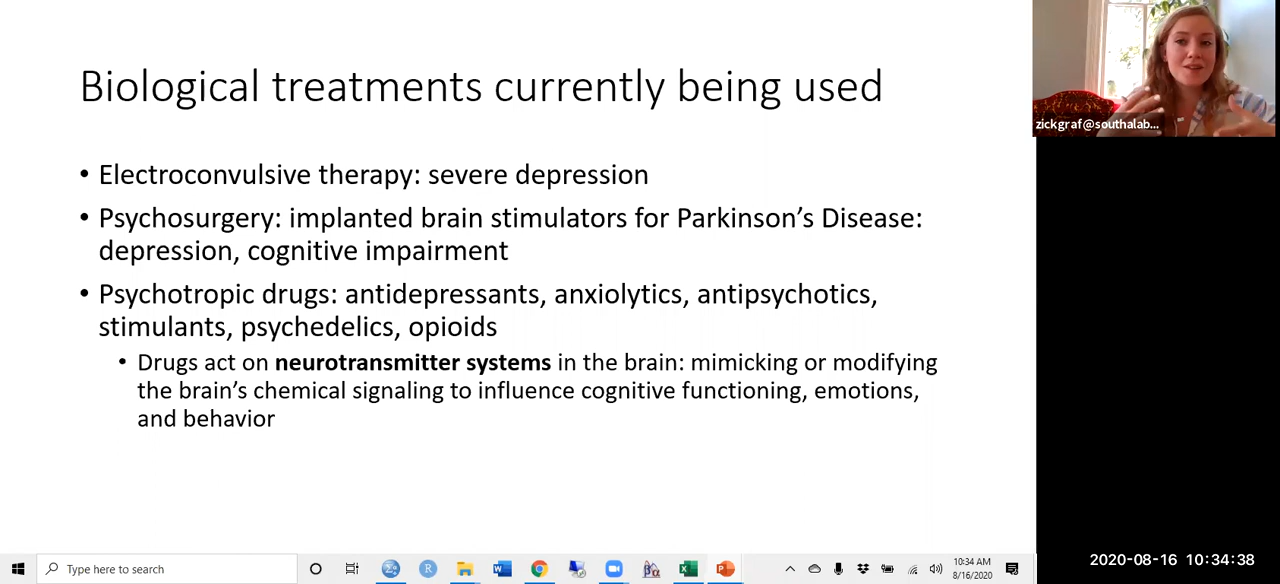 Biological treatments currently being used
• Electroconvulsive therapy: severe depression
• Psychosurgery: implanted brain stimulators for Parkinson’s Disease:
depression, cognitive impairment
• Psychotropic drugs: antidepressants, anxiolytics, antipsychotics,
stimulants, psychedelics, opioids
• Drugs act on neurotransmitter systems in the brain: mimicking or modifying
the brain’s chemical signaling to influence cognitive functioning, emotions,
and behavior
zickgraf@southalab...
Type here to search
10:34 AM
8/16/2020
2020-08-16 10:34:38